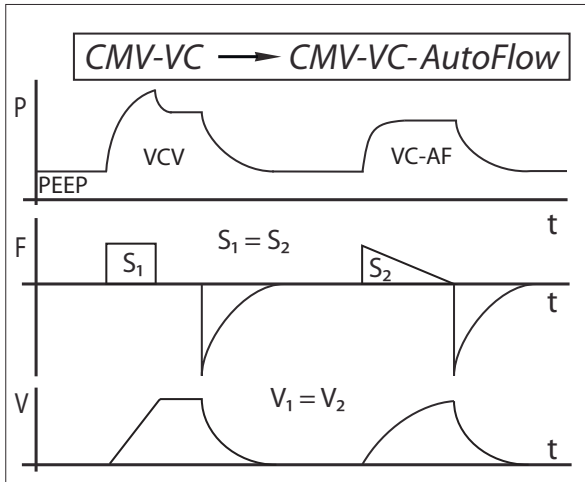 CMV-VC → CMV-VC-AutoFlow
P
VCV
VC-AF
PEEP
t
F
S₁ = S₂
S₁
S₂
t
V
V₁ = V₂
t